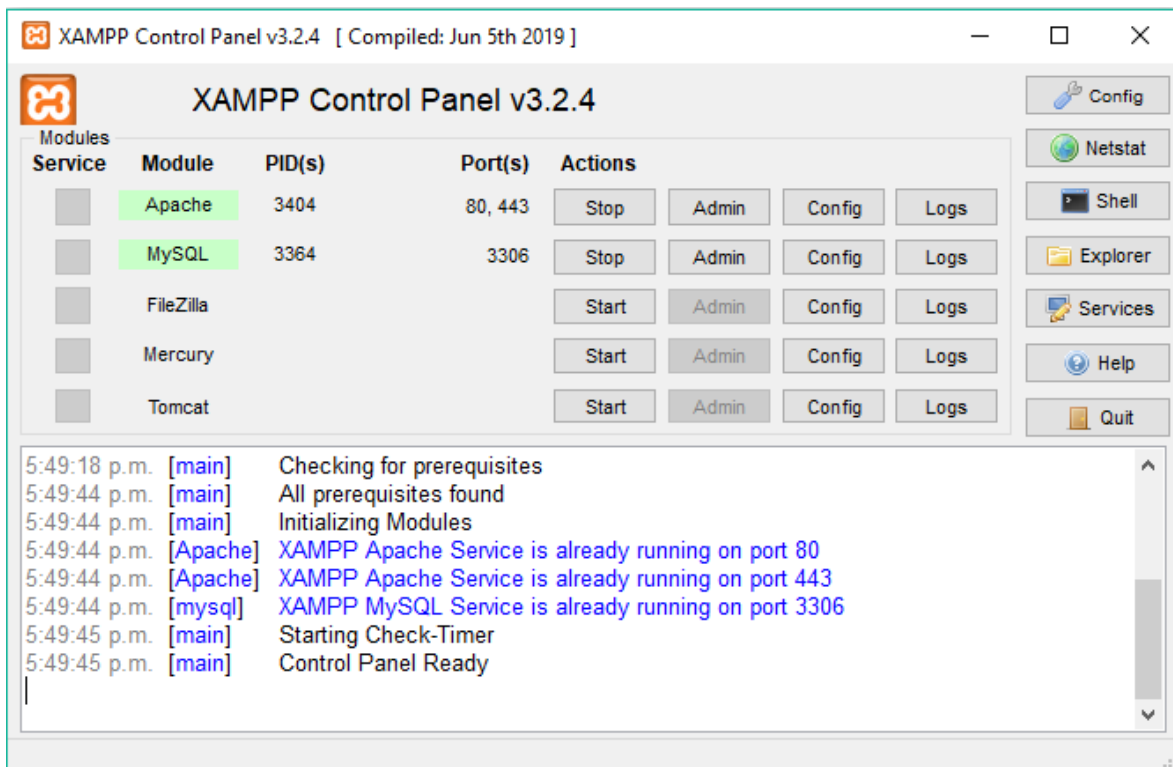 XAMPP Control Panel v3.2.4 [ Compiled: Jun 5th 2019 ]
XAMPP Control Panel v3.2.4
Config
Modules
Service Module PID(s) Port(s) Actions
Netstat
Apache 3404 80, 443 Stop Admin Config Logs
Shell
MySQL 3364 3306 Stop Admin Config Logs
Explorer
FileZilla Start Admin Config Logs
Services
Mercury Start Admin Config Logs
Help
Tomcat Start Admin Config Logs
Quit
5:49:18 p.m. [main] Checking for prerequisites
5:49:44 p.m. [main] All prerequisites found
5:49:44 p.m. [main] Initializing Modules
5:49:44 p.m. [Apache] XAMPP Apache Service is already running on port 80
5:49:44 p.m. [Apache] XAMPP Apache Service is already running on port 443
5:49:44 p.m. [mysql] XAMPP MySQL Service is already running on port 3306
5:49:45 p.m. [main] Starting Check-Timer
5:49:45 p.m. [main] Control Panel Ready